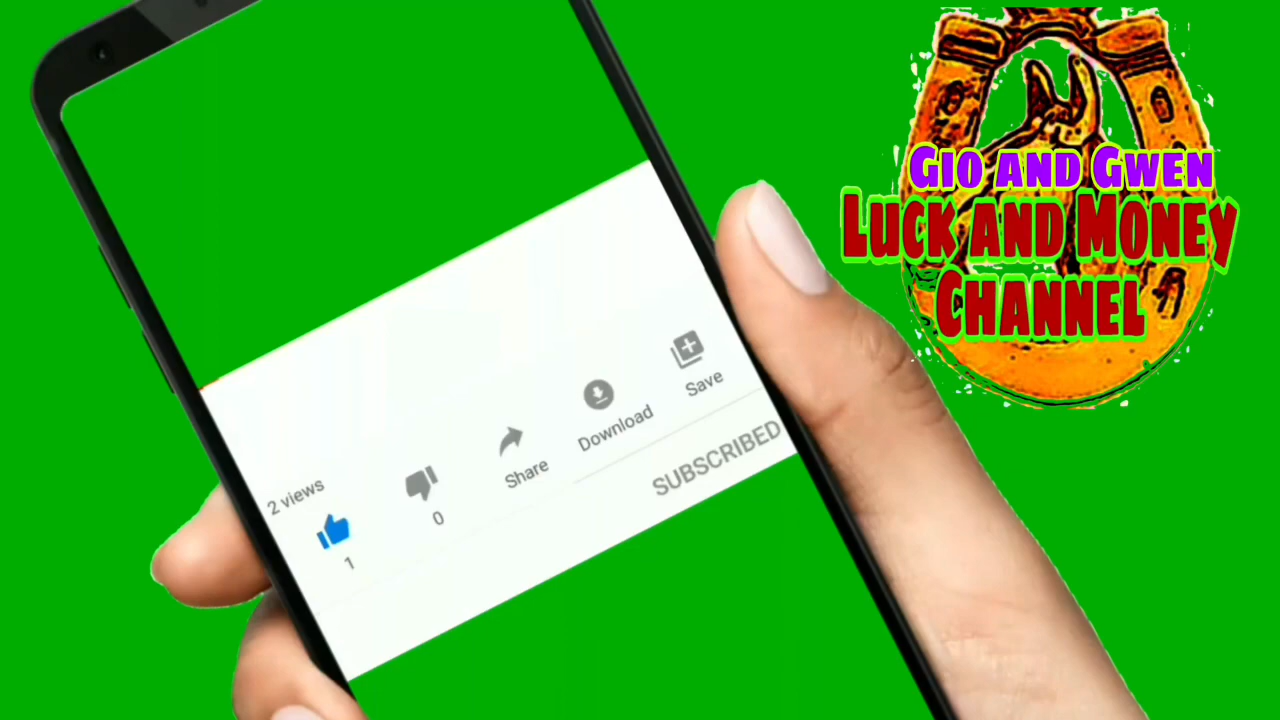 Gio and Gwen
Luck and Money
Channel
2 views
1
0
Share
Download
Save
SUBSCRIBED